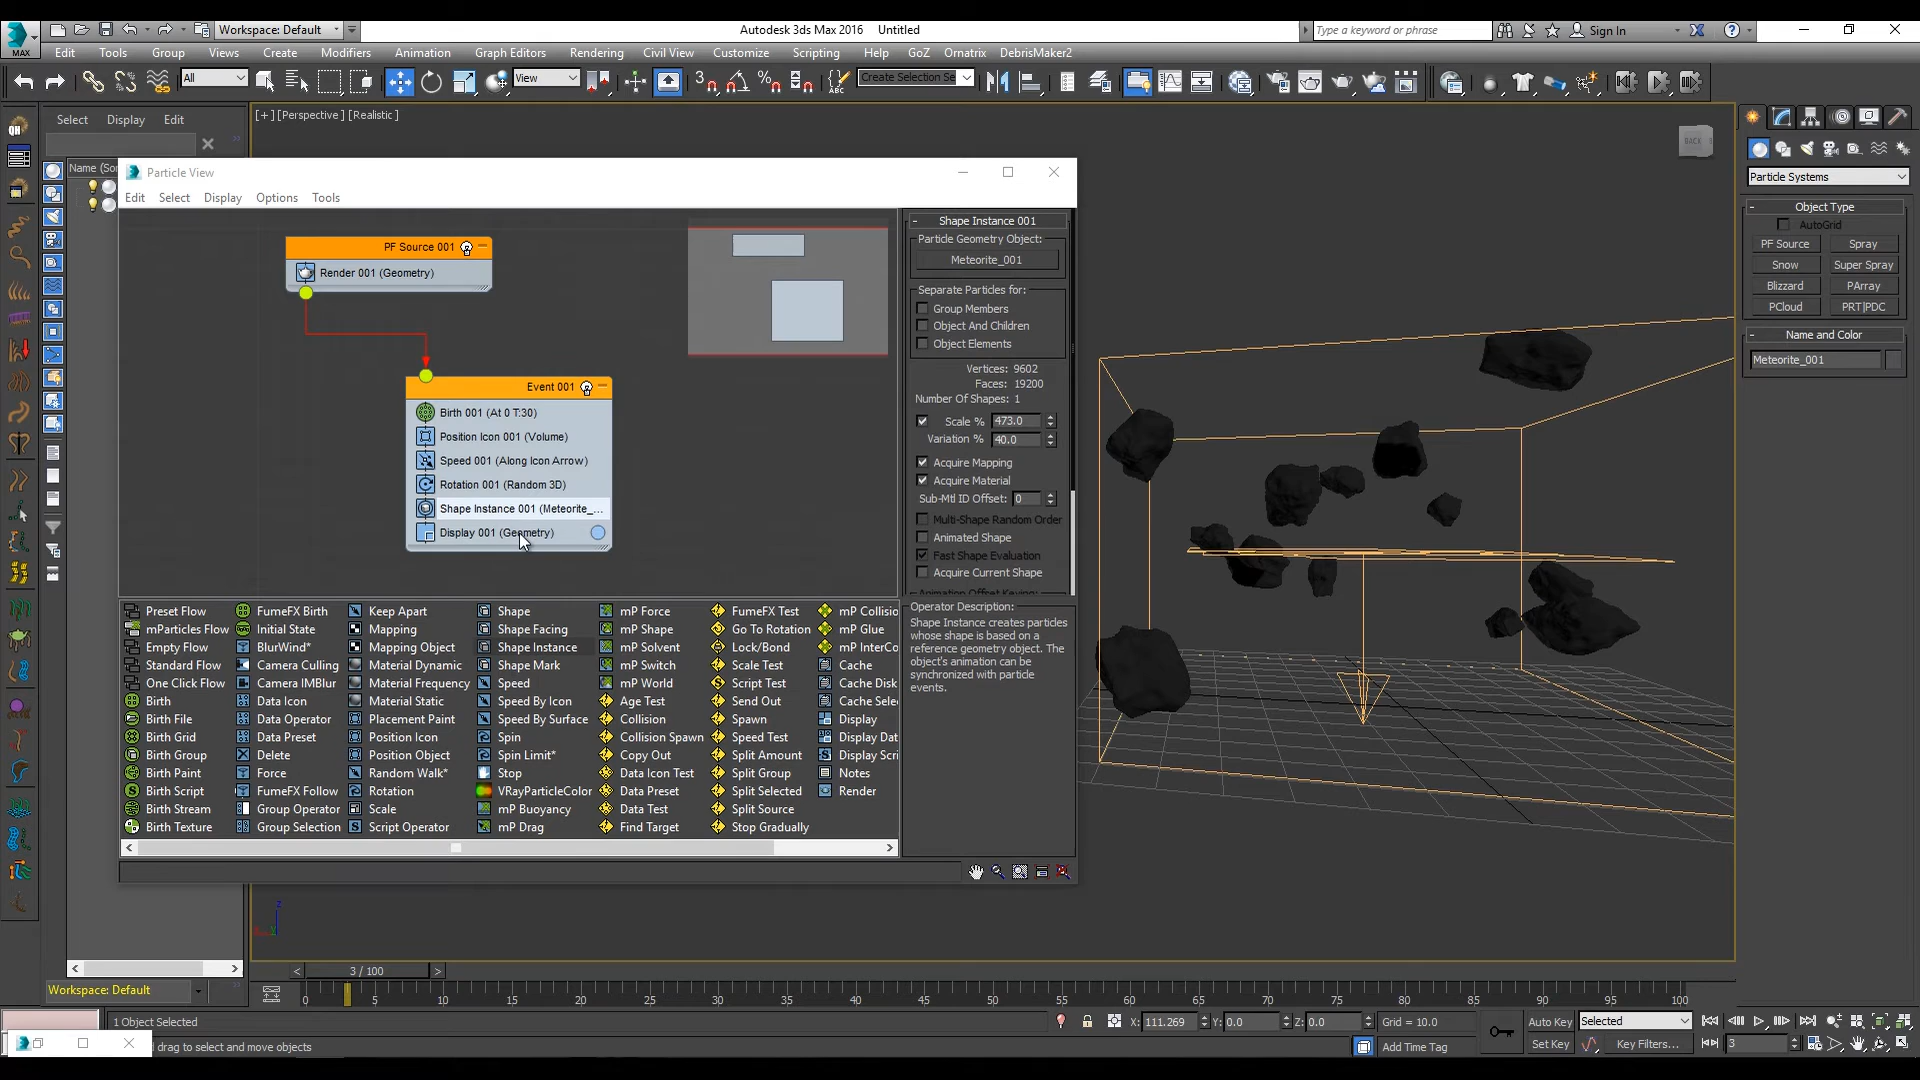 Workspace: Default
Autodesk 3ds Max 2016 Untitled
Type a keyword or phrase
Sign In
MAX
Edit Tools Group Views Create Modifiers Animation Graph Editors Rendering Civil View Customize Scripting Help GoZ Ornatrix DebrisMaker2
All
View
Create Selection Se
Select Display Edit
[+] [Perspective] [Realistic]
BACK
Name (Sor
Particle View
Edit Select Display Options Tools
PF Source 001
Render 001 (Geometry)
Event 001
Birth 001 (At 0 T:30)
Position Icon 001 (Volume)
Speed 001 (Along Icon Arrow)
Rotation 001 (Random 3D)
Shape Instance 001 (Meteorite_...
Display 001 (Geometry)
Shape Instance 001
Particle Geometry Object:
Meteorite_001
Separate Particles for:
Group Members
Object And Children
Object Elements
Vertices: 9602
Faces: 19200
Number Of Shapes: 1
Scale % 473.0
Variation % 40.0
Acquire Mapping
Acquire Material
Sub-Mtl ID Offset: 0
Multi-Shape Random Order
Animated Shape
Fast Shape Evaluation
Acquire Current Shape
Animation Offset Keying:
Preset Flow FumeFX Birth Keep Apart Shape mP Force FumeFX Test mP Collisio
mParticles Flow Initial State Mapping Shape Facing mP Shape Go To Rotation mP Glue
Empty Flow BlurWind* Mapping Object Shape Instance mP Solvent Lock/Bond mP InterCo
Standard Flow Camera Culling Material Dynamic Shape Mark mP Switch Scale Test Cache
One Click Flow Camera IMBlur Material Frequency Speed mP World Script Test Cache Disk
Birth Data Icon Material Static Speed By Icon Age Test Send Out Cache Sele
Birth File Data Operator Placement Paint Speed By Surface Collision Spawn Display
Birth Grid Data Preset Position Icon Spin Collision Spawn Speed Test Display Dat
Birth Group Delete Position Object Spin Limit* Copy Out Split Amount Display Scri
Birth Paint Force Random Walk* Stop Data Icon Test Split Group Notes
Birth Script FumeFX Follow Rotation VRayParticleColor Data Preset Split Selected Render
Birth Stream Group Operator Scale mP Buoyancy Data Test Split Source
Birth Texture Group Selection Script Operator mP Drag Find Target Stop Gradually
Operator Description:
Shape Instance creates particles
whose shape is based on a
reference geometry object. The
object's animation can be
synchronized with particle
events.
Particle Systems
Object Type
AutoGrid
PF Source Spray
Snow Super Spray
Blizzard PArray
PCloud PRT|PDC
Name and Color
Meteorite_001
z
3 / 100
Workspace: Default
0 5 10 15 20 25 30 35 40 45 50 55 60 65 70 75 80 85 90 95 100
1 Object Selected
X: 111.269 Y: 0.0 Z: 0.0 Grid = 10.0
Auto Key Selected
drag to select and move objects
Add Time Tag
Set Key Key Filters...
3